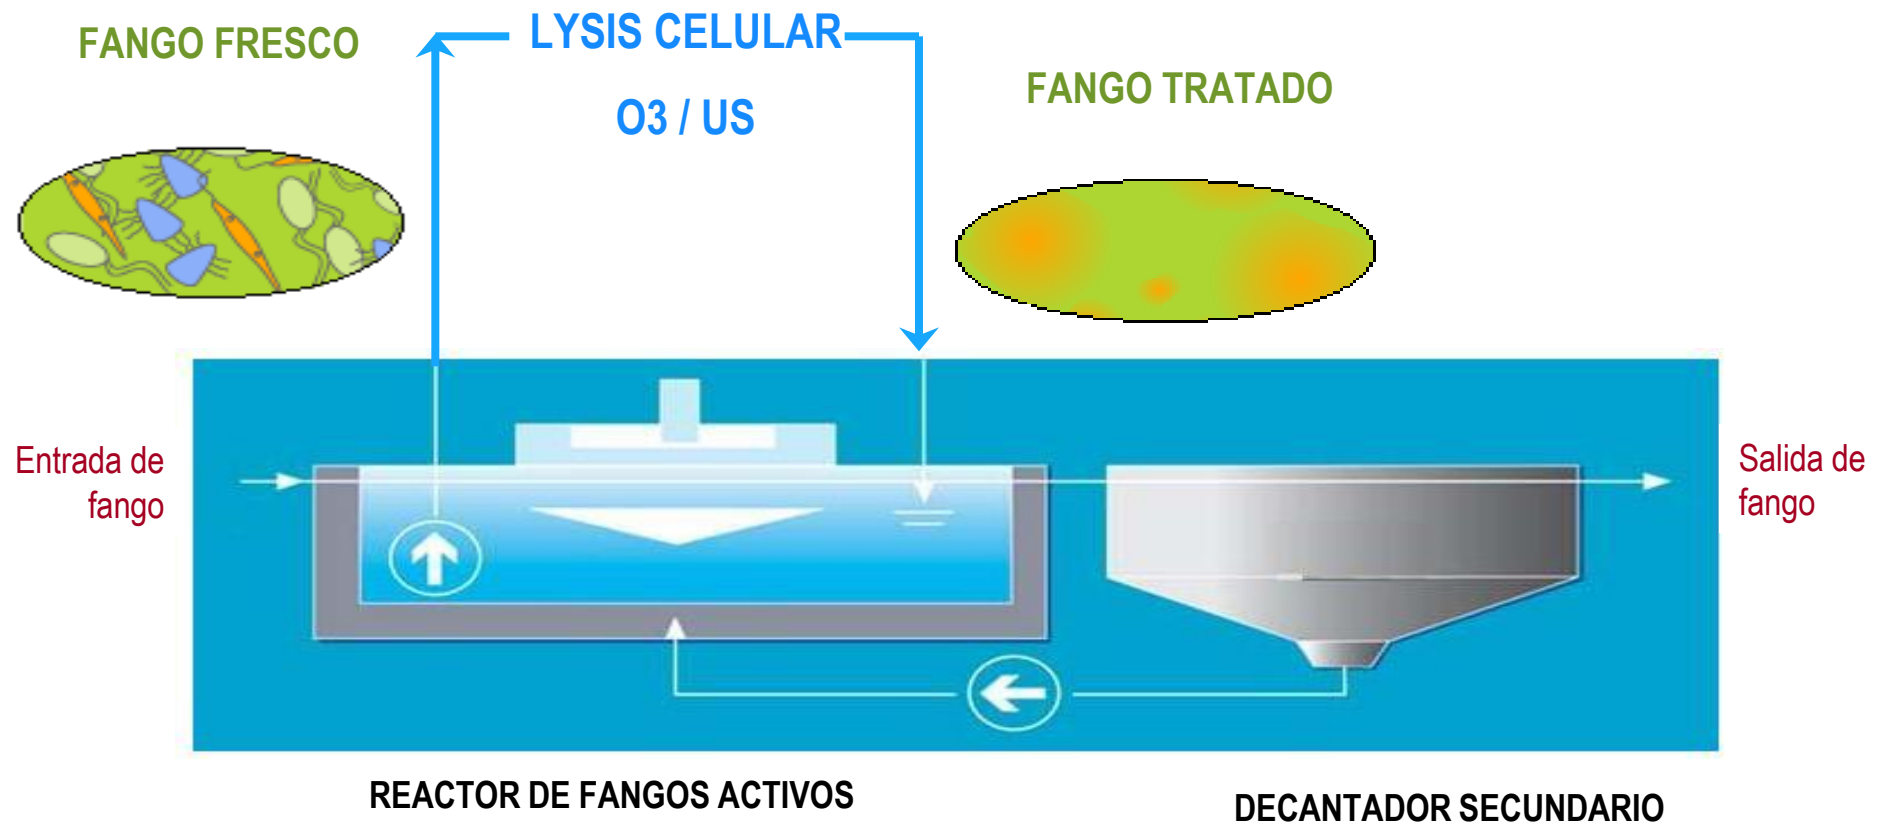 FANGO FRESCO
LYSIS CELULAR
O3 / US
FANGO TRATADO
Entrada de
fango
Salida de
fango
REACTOR DE FANGOS ACTIVOS
DECANTADOR SECUNDARIO